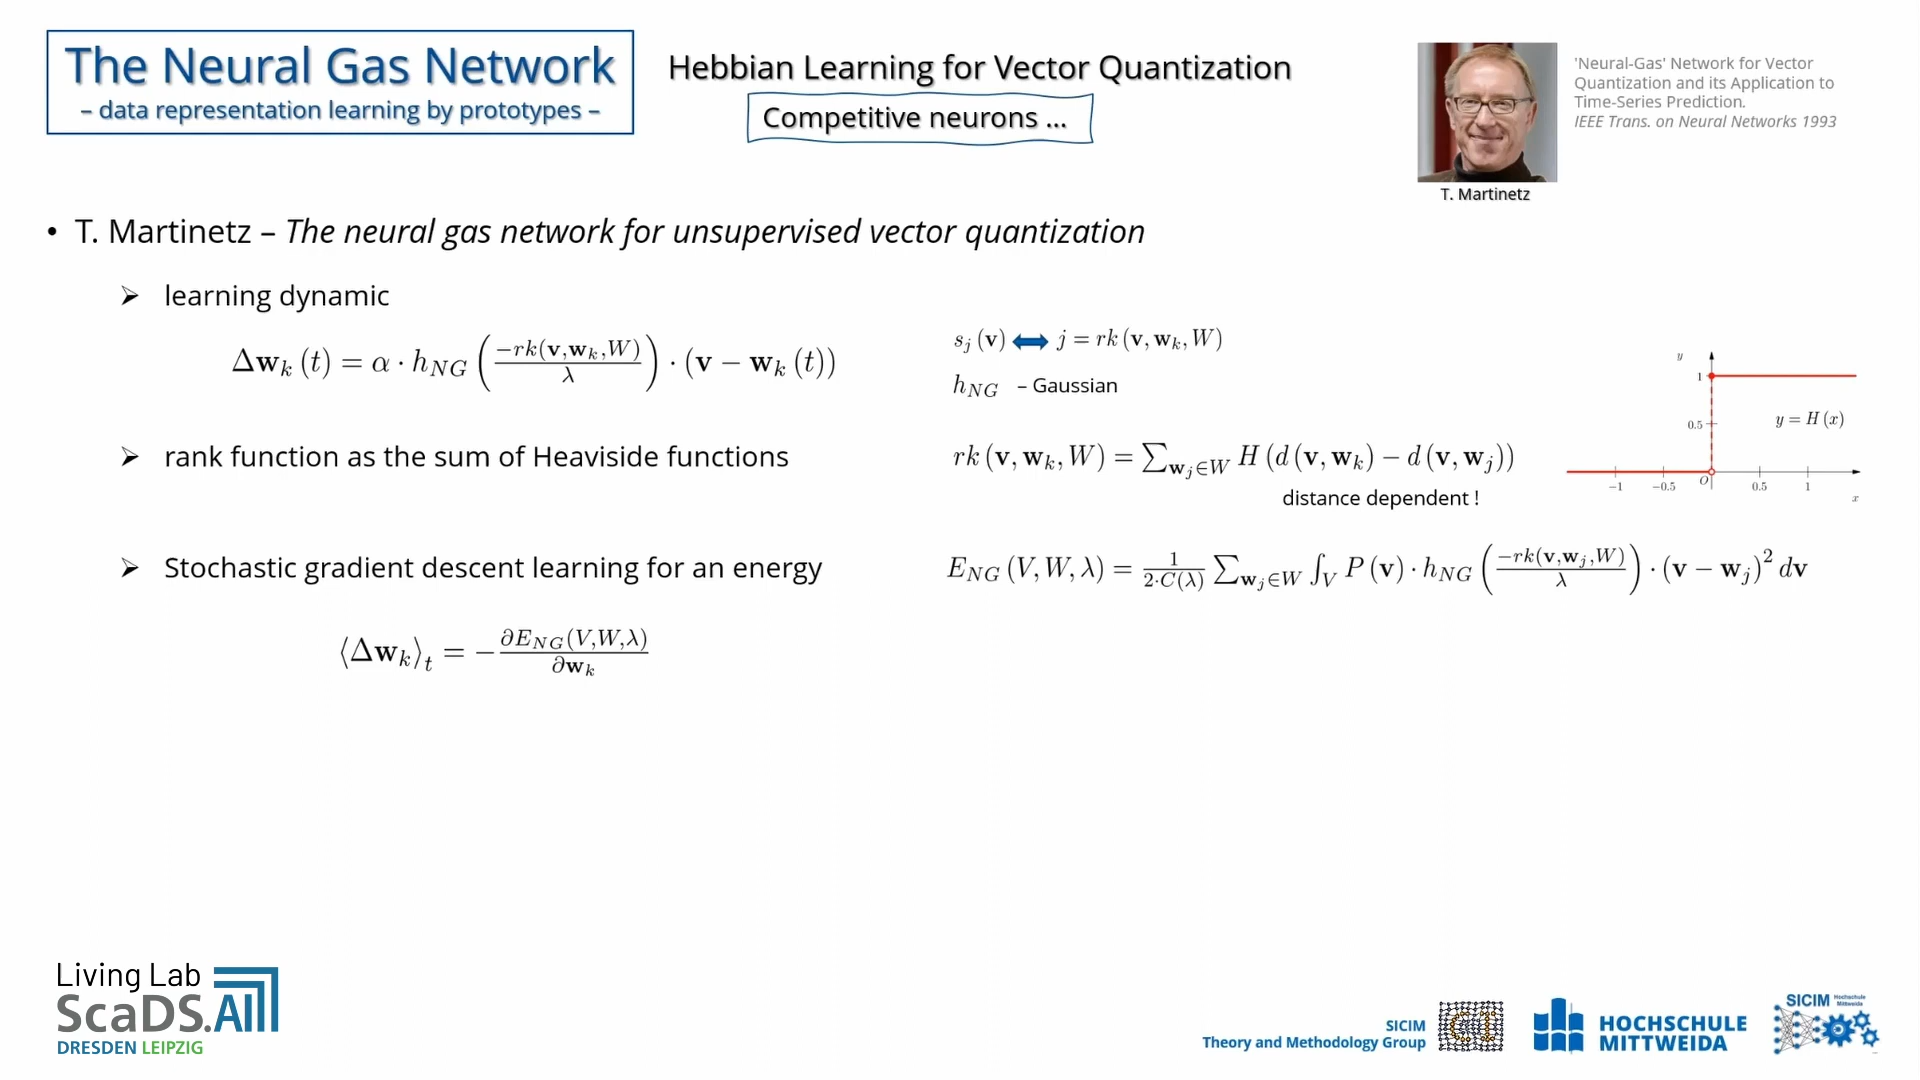 The Neural Gas Network
– data representation learning by prototypes –
Hebbian Learning for Vector Quantization
Competitive neurons ...
'Neural-Gas' Network for Vector
Quantization and its Application to
Time-Series Prediction.
IEEE Trans. on Neural Networks 1993
T. Martinetz
• T. Martinetz – The neural gas network for unsupervised vector quantization
➢ learning dynamic
Δw_k (t) = α · h_NG (−rk(v,w_k,W) / λ) · (v − w_k (t))
s_j (v) ⟺ j = rk (v, w_k, W)
h_NG – Gaussian
➢ rank function as the sum of Heaviside functions
rk (v, w_k, W) = ∑_{w_j∈W} H (d (v, w_k) − d (v, w_j))
distance dependent !
y
1
0.5
y = H (x)
−1 −0.5 O 0.5 1
x
➢ Stochastic gradient descent learning for an energy
E_NG (V, W, λ) = 1 / (2·C(λ)) ∑_{w_j∈W} ∫_V P (v) · h_NG (−rk(v,w_j,W) / λ) · (v − w_j)² dv
⟨Δw_k⟩_t = − ∂E_NG(V,W,λ) / ∂w_k
Living Lab
ScaDS.AI
DRESDEN LEIPZIG
SICIM
Theory and Methodology Group
HOCHSCHULE
MITTWEIDA
SICIM Hochschule
Mittweida